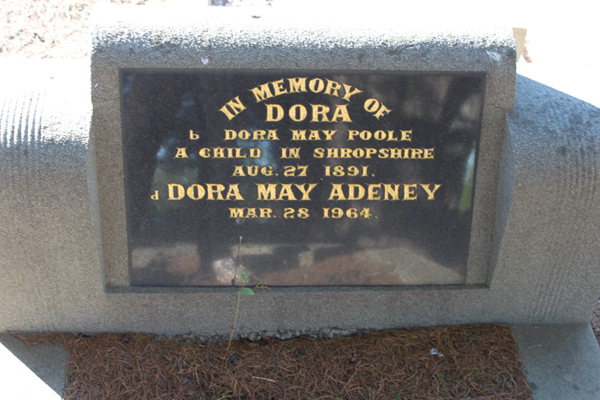 IN MEMORY OF
DORA
b DORA MAY POOLE
A CHILD IN SHROPSHIRE
AUG. 27 1891.
d DORA MAY ADENEY
MAR. 28 1964.